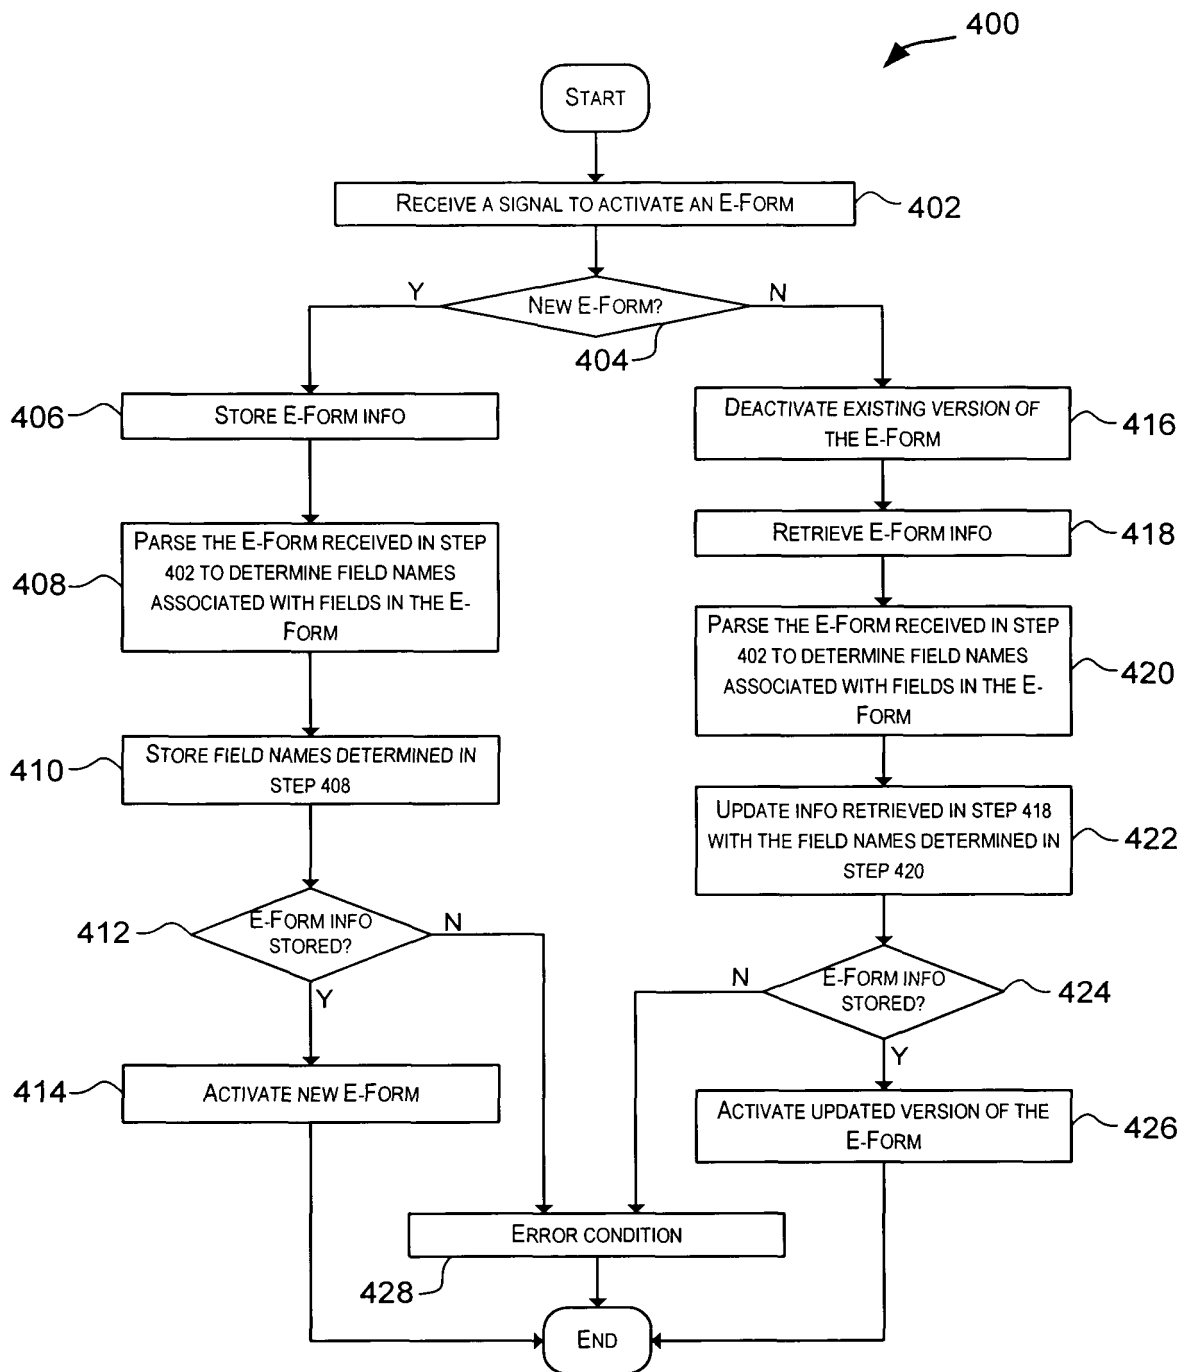 400
START
RECEIVE A SIGNAL TO ACTIVATE AN E-FORM
402
Y
NEW E-FORM?
N
404
406
STORE E-FORM INFO
DEACTIVATE EXISTING VERSION OF
THE E-FORM
416
RETRIEVE E-FORM INFO
418
408
PARSE THE E-FORM RECEIVED IN STEP
402 TO DETERMINE FIELD NAMES
ASSOCIATED WITH FIELDS IN THE E-
FORM
PARSE THE E-FORM RECEIVED IN STEP
402 TO DETERMINE FIELD NAMES
ASSOCIATED WITH FIELDS IN THE E-
FORM
420
410
STORE FIELD NAMES DETERMINED IN
STEP 408
UPDATE INFO RETRIEVED IN STEP 418
WITH THE FIELD NAMES DETERMINED IN
STEP 420
422
412
E-FORM INFO
STORED?
N
Y
N
E-FORM INFO
STORED?
424
Y
414
ACTIVATE NEW E-FORM
ACTIVATE UPDATED VERSION OF THE
E-FORM
426
ERROR CONDITION
428
END